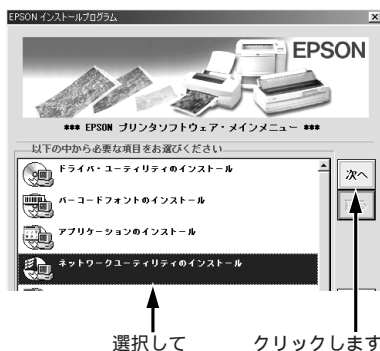 EPSON インストールプログラム
EPSON
*** EPSON プリンタソフトウェア・メインメニュー ***
以下の中から必要な項目をお選びください
ドライバ・ユーティリティのインストール
次へ
バーコードフォントのインストール
アプリケーションのインストール
ネットワークユーティリティのインストール
選択して
クリックします